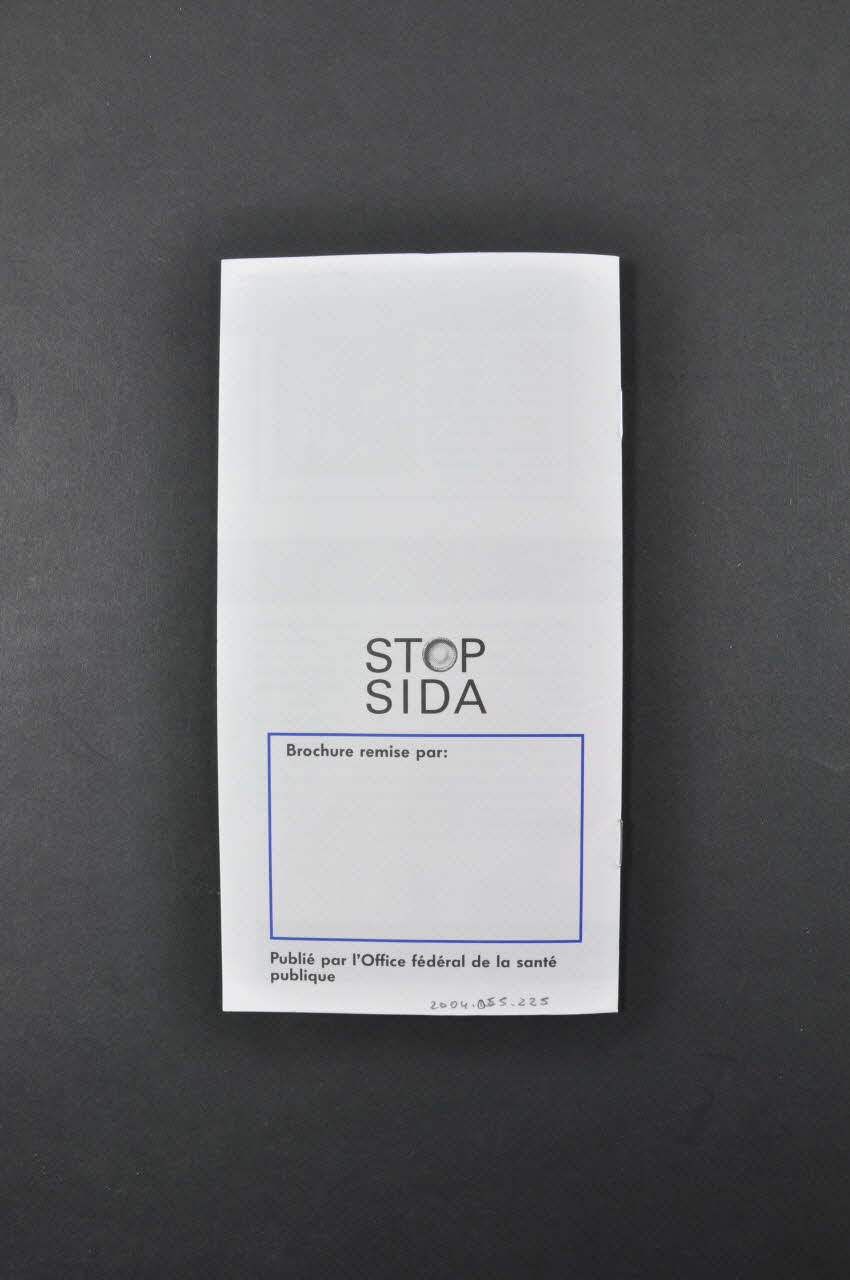 STOP
SIDA
Brochure remise par:
Publié par l'Office fédéral de la santé
publique
2004.055.225